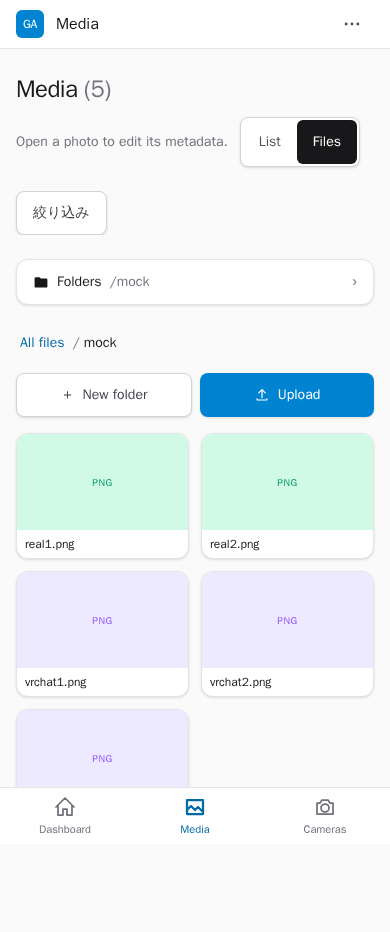 GA Media
Media (5)
Open a photo to edit its metadata.
List Files
絞り込み
Folders /mock ›
All files / mock
+ New folder
Upload
PNG PNG
real1.png real2.png
PNG PNG
vrchat1.png vrchat2.png
PNG
Dashboard Media Cameras